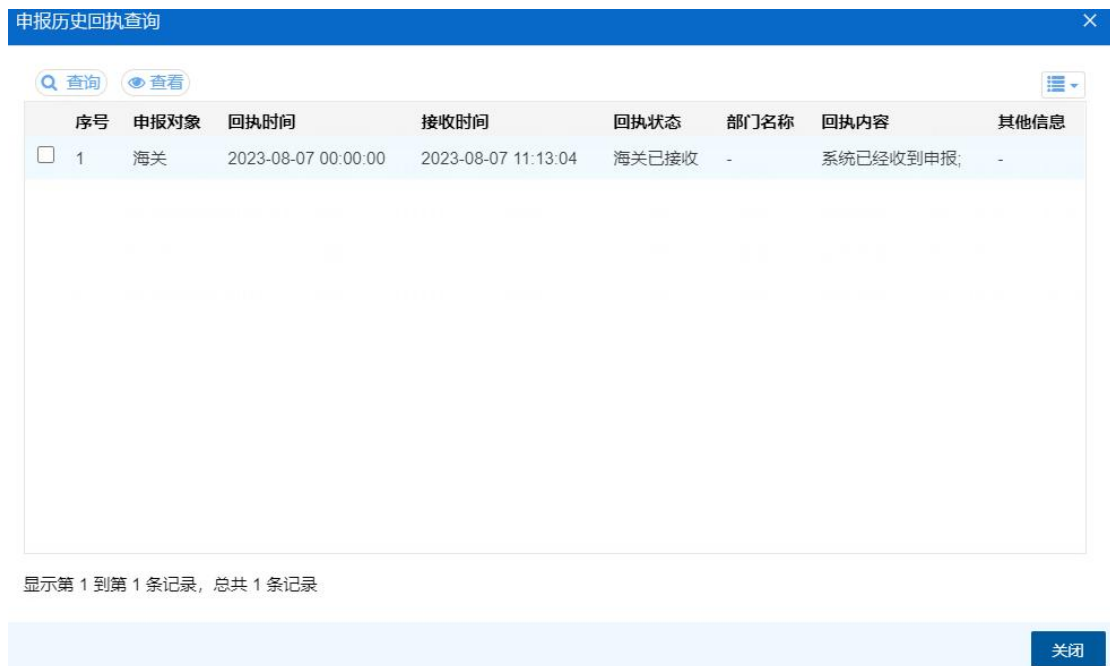 申报历史回执查询
查询 查看
序号 申报对象 回执时间 接收时间 回执状态 部门名称 回执内容 其他信息
1 海关 2023-08-07 00:00:00 2023-08-07 11:13:04 海关已接收 - 系统已经收到申报; -
显示第 1 到第 1 条记录, 总共 1 条记录
关闭